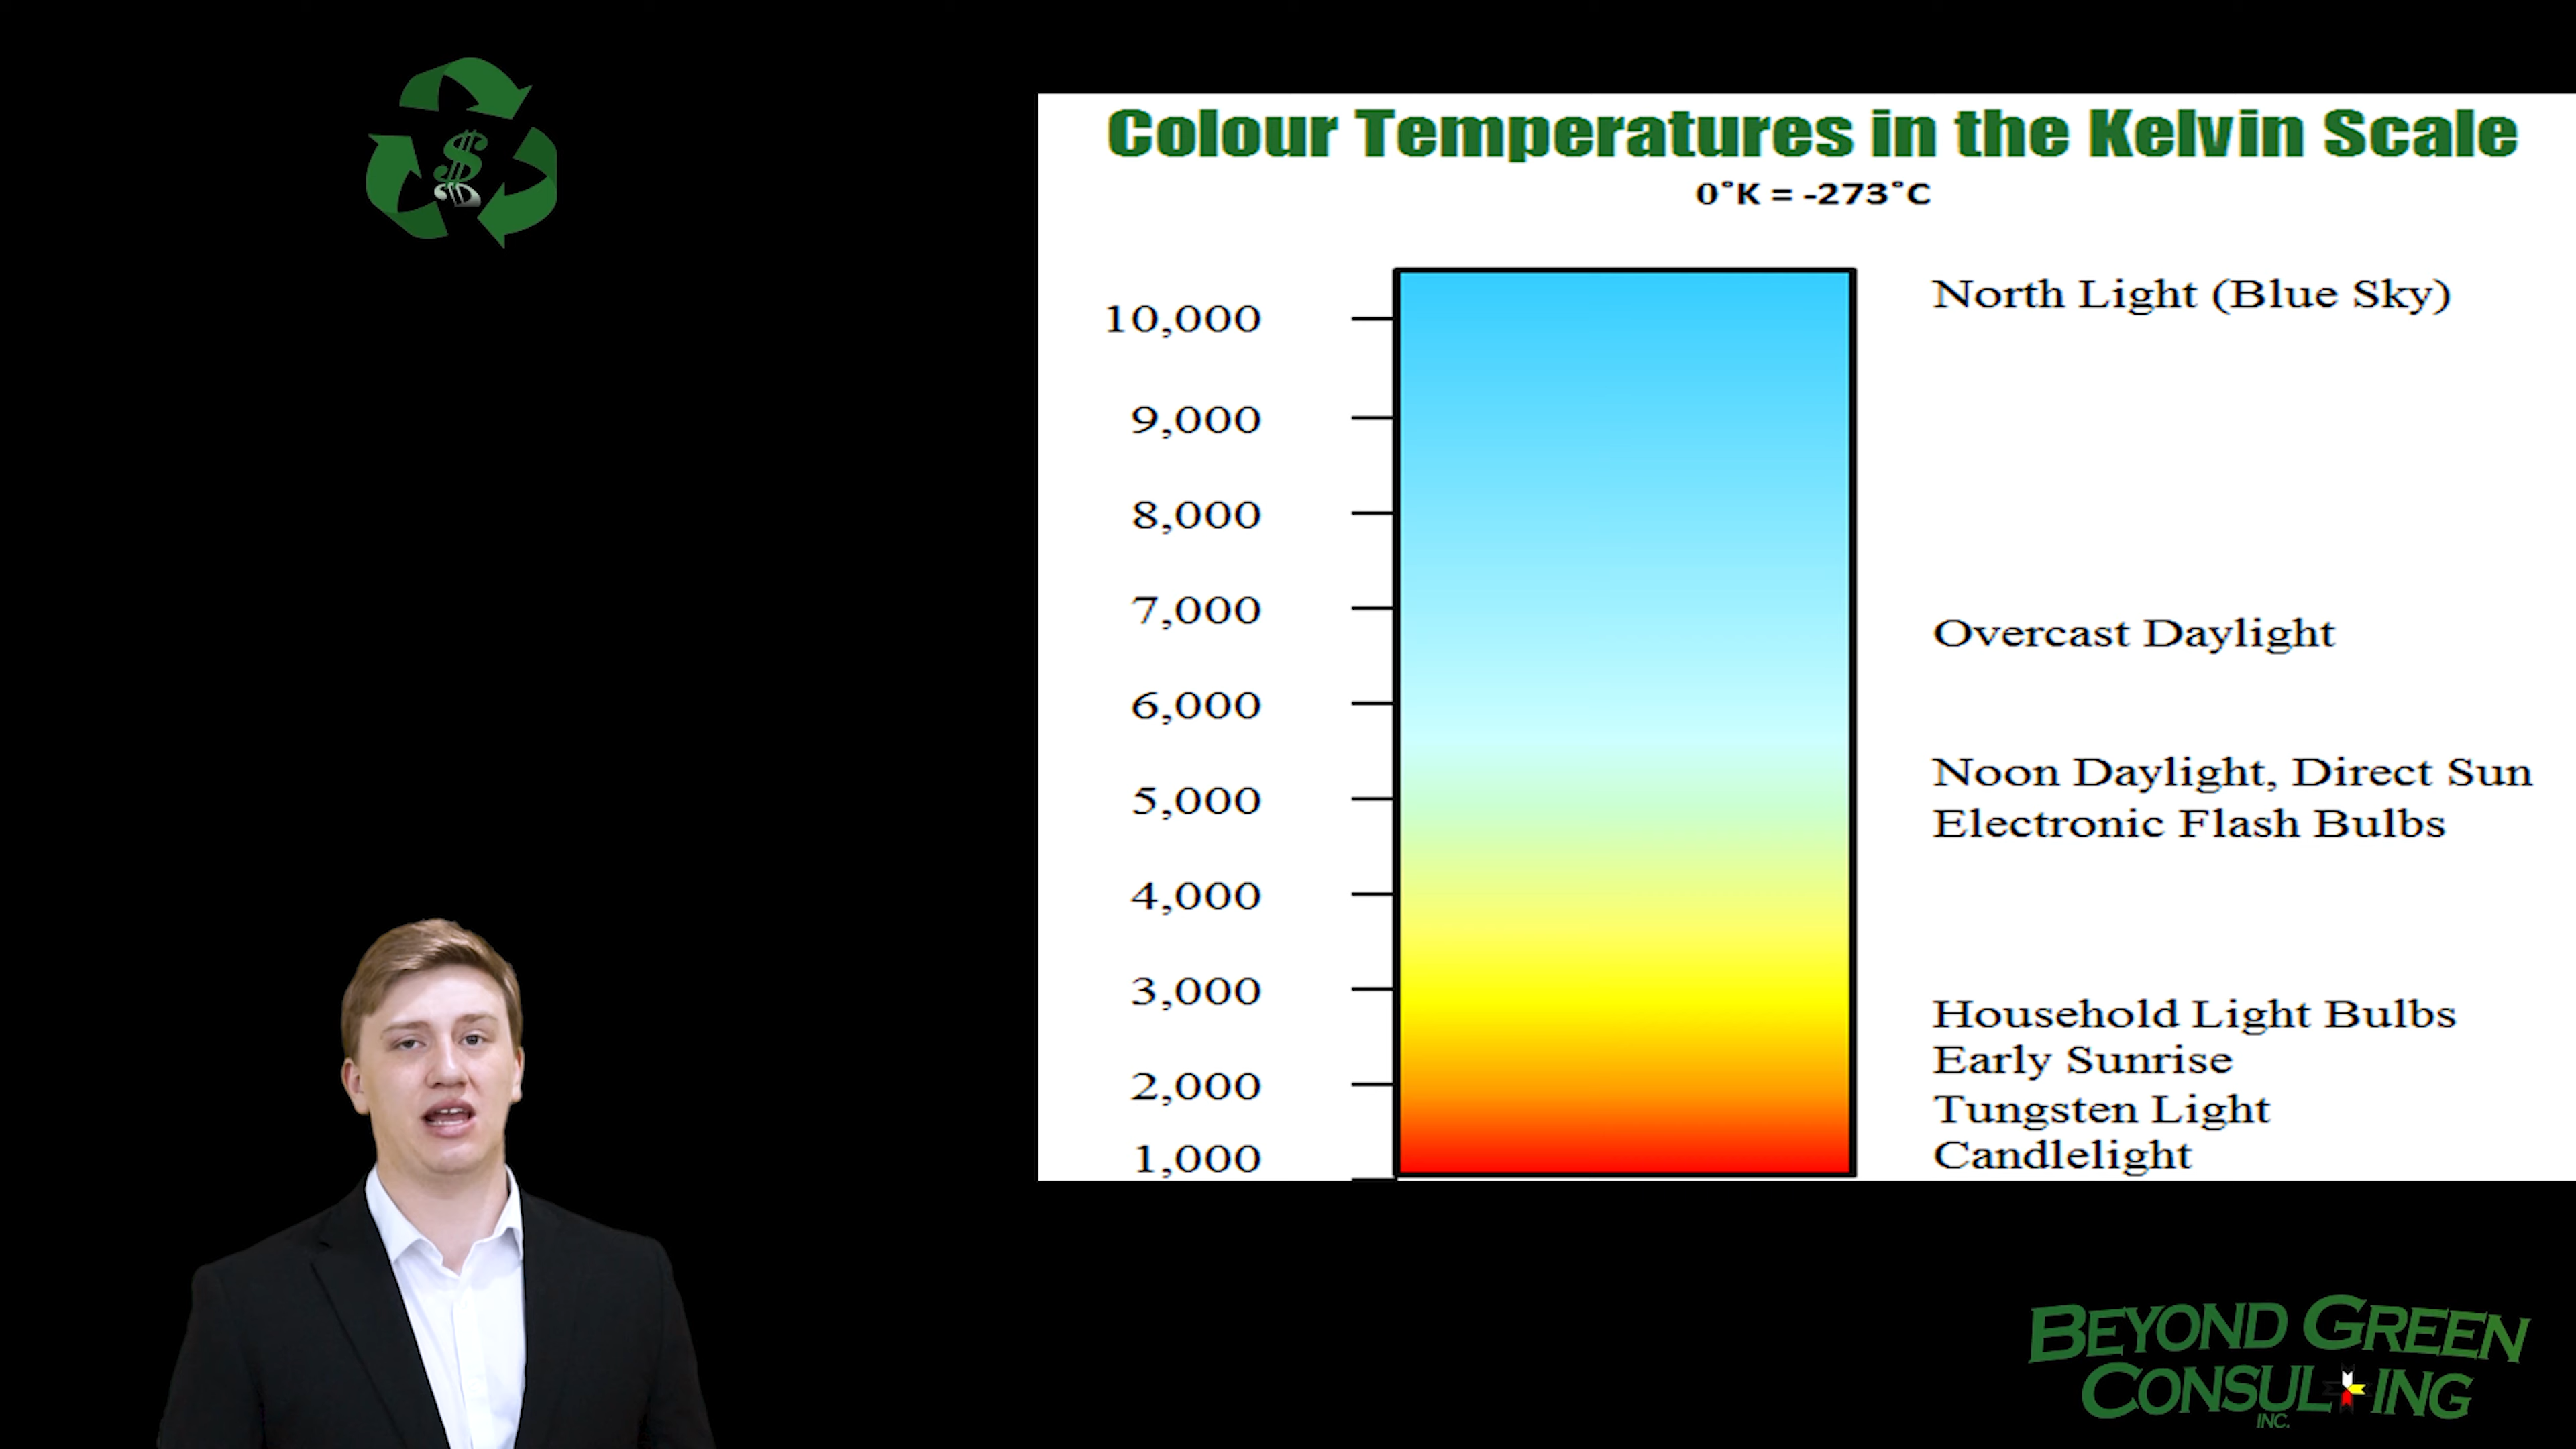 $
Colour Temperatures in the Kelvin Scale
0°K = -273°C
10,000
North Light (Blue Sky)
9,000
8,000
7,000
Overcast Daylight
6,000
Noon Daylight, Direct Sun
5,000
Electronic Flash Bulbs
4,000
3,000
Household Light Bulbs
Early Sunrise
2,000
Tungsten Light
1,000
Candlelight
BEYOND GREEN
CONSULTING
INC.